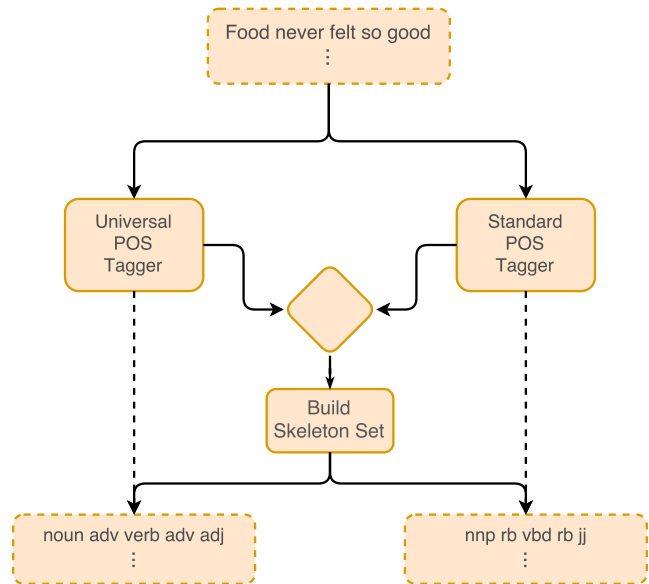 Food never felt so good
⋮
Universal
POS
Tagger
Standard
POS
Tagger
Build
Skeleton Set
noun adv verb adv adj
⋮
nnp rb vbd rb jj
⋮